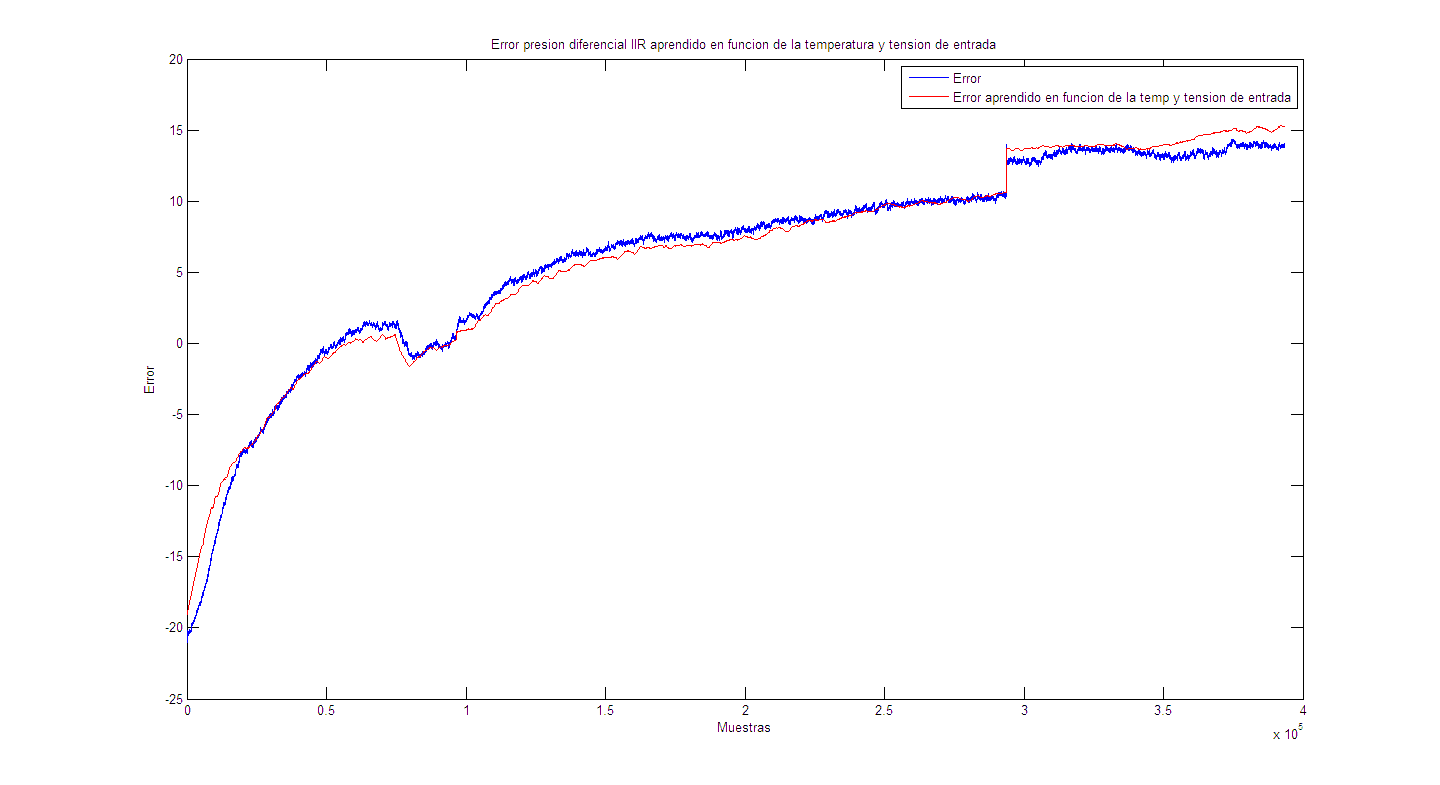 Error presion diferencial IIR aprendido en funcion de la temperatura y tension de entrada
Error
Error aprendido en funcion de la temp y tension de entrada
20
15
10
5
0
-5
-10
-15
-20
-25
Error
0 0.5 1 1.5 2 2.5 3 3.5 4
Muestras
x 10^5